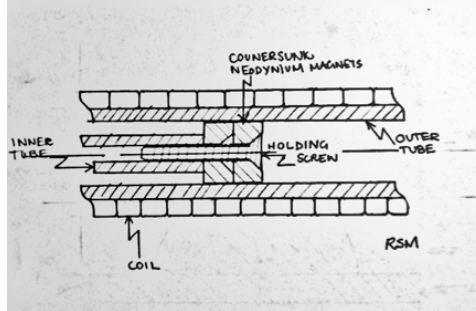 COUNERSUNK
NEODYNIUM MAGNETS
INNER
TUBE
HOLDING
SCREW
OUTER
TUBE
COIL
RSM